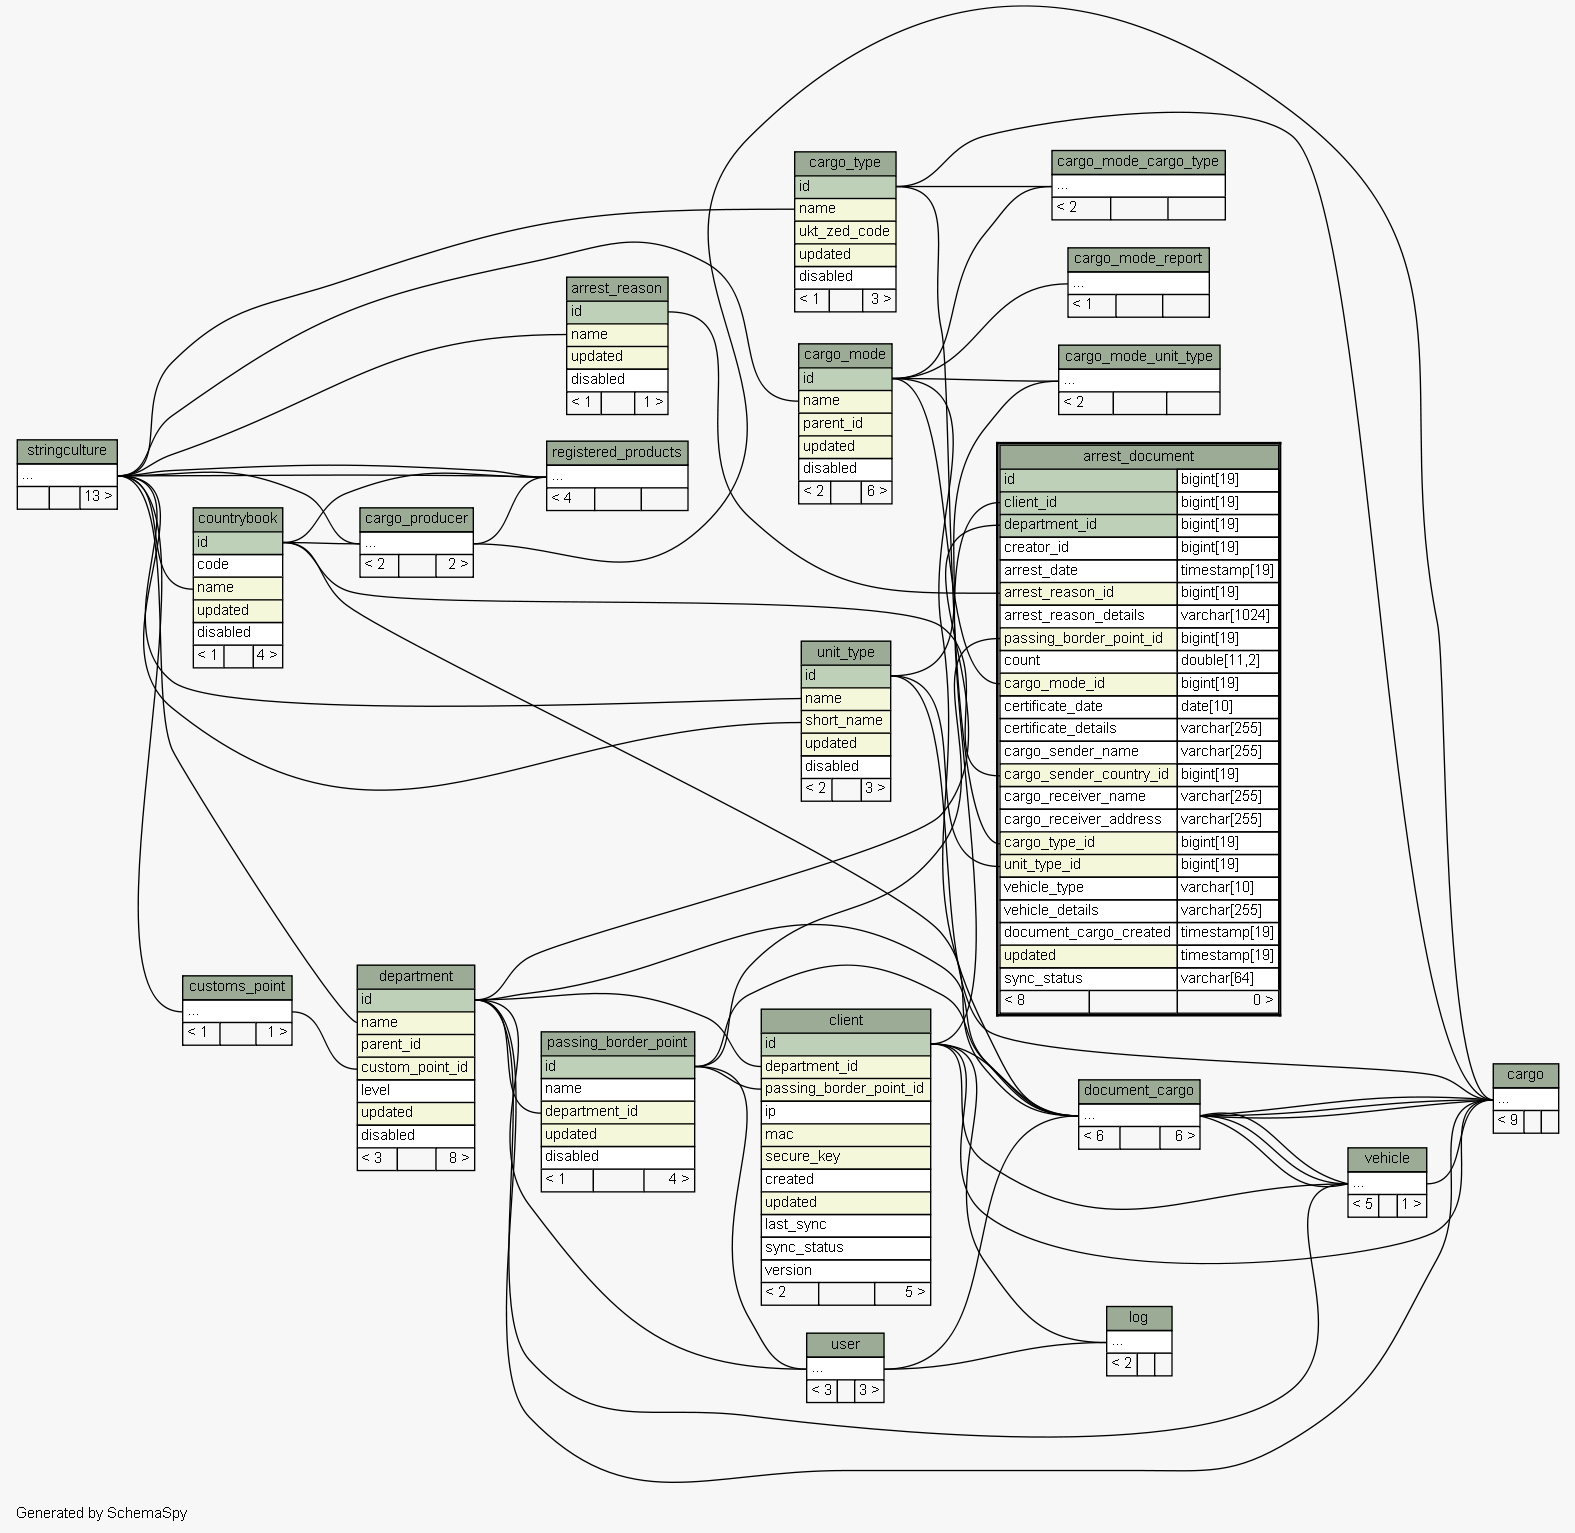 cargo_type
id
name
ukt_zed_code
updated
disabled
< 1 3 >
cargo_mode_cargo_type
...
< 2
cargo_mode_report
...
< 1
arrest_reason
id
name
updated
disabled
< 1 1 >
cargo_mode
id
name
parent_id
updated
disabled
< 2 6 >
cargo_mode_unit_type
...
< 2
stringculture
...
13 >
registered_products
...
< 4
countrybook
id
code
name
updated
disabled
< 1 4 >
cargo_producer
...
< 2 2 >
arrest_document
id bigint[19]
client_id bigint[19]
department_id bigint[19]
creator_id bigint[19]
arrest_date timestamp[19]
arrest_reason_id bigint[19]
arrest_reason_details varchar[1024]
passing_border_point_id bigint[19]
count double[11,2]
cargo_mode_id bigint[19]
certificate_date date[10]
certificate_details varchar[255]
cargo_sender_name varchar[255]
cargo_sender_country_id bigint[19]
cargo_receiver_name varchar[255]
cargo_receiver_address varchar[255]
cargo_type_id bigint[19]
unit_type_id bigint[19]
vehicle_type varchar[10]
vehicle_details varchar[255]
document_cargo_created timestamp[19]
updated timestamp[19]
sync_status varchar[64]
< 8 0 >
unit_type
id
name
short_name
updated
disabled
< 2 3 >
customs_point
...
< 1 1 >
department
id
name
parent_id
custom_point_id
level
updated
disabled
< 3 8 >
passing_border_point
id
name
department_id
updated
disabled
< 1 4 >
client
id
department_id
passing_border_point_id
ip
mac
secure_key
created
updated
last_sync
sync_status
version
< 2 5 >
document_cargo
...
< 6 6 >
cargo
...
< 9
vehicle
...
< 5 1 >
log
...
< 2
user
...
< 3 3 >
Generated by SchemaSpy